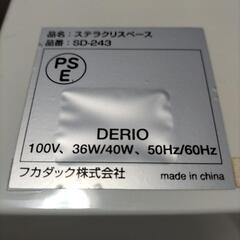 品名：ステラクリスペース
品番：SD-243
PS
E
DERIO
100V、36W/40W、50Hz/60Hz
フカダック株式会社
made in china